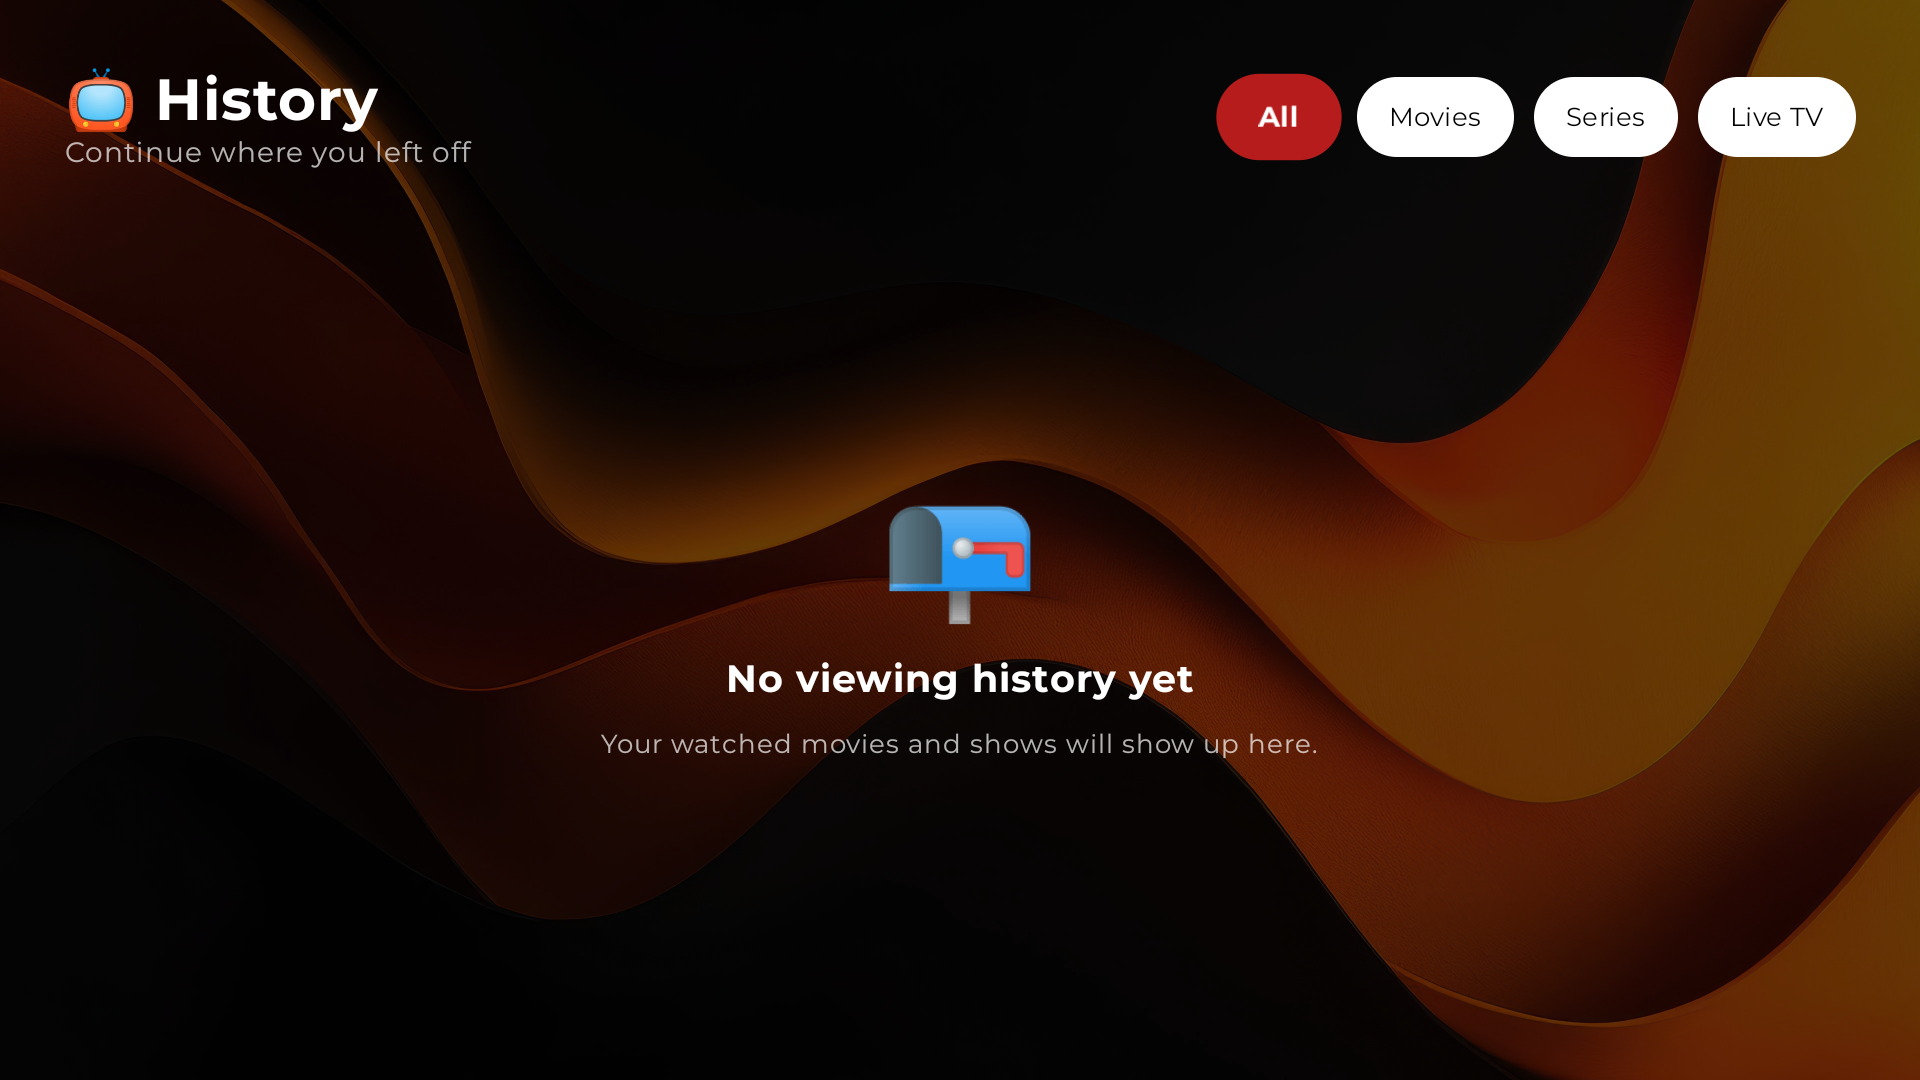 History
Continue where you left off
All
Movies
Series
Live TV
No viewing history yet
Your watched movies and shows will show up here.